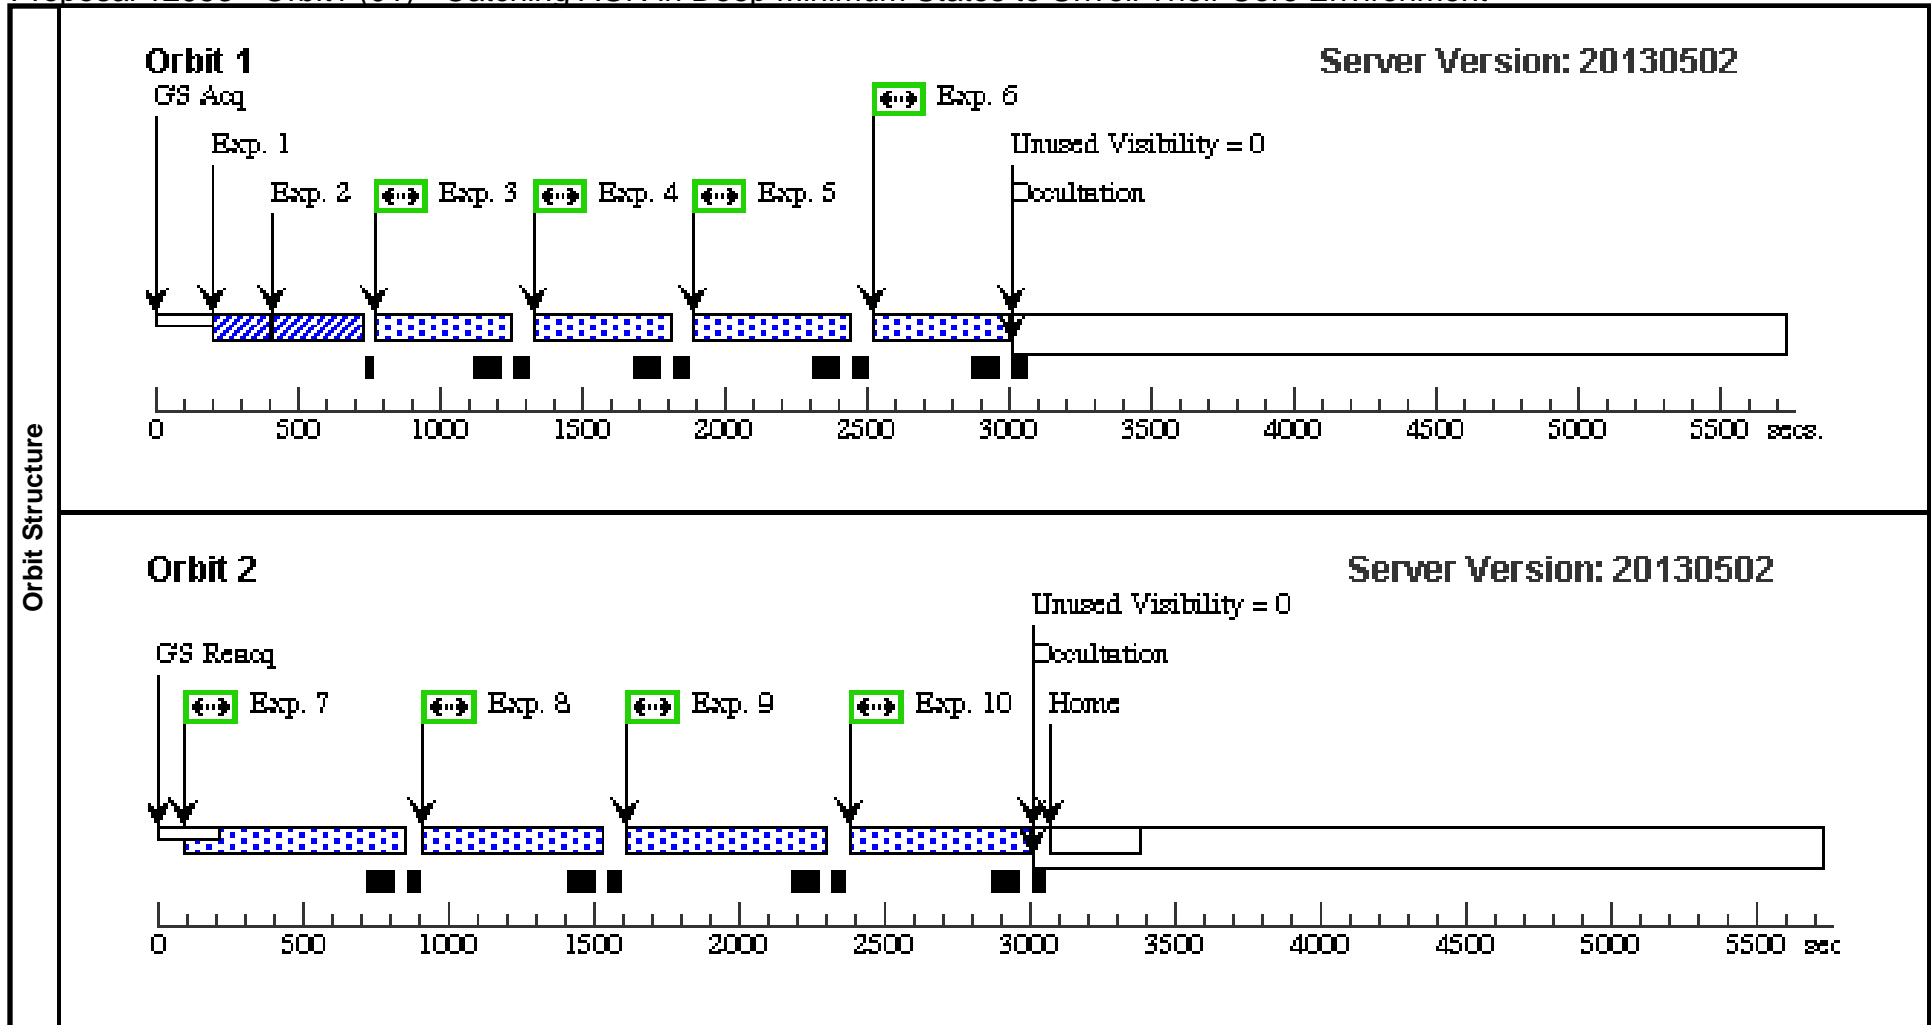 Orbit Structure
Orbit 1
Server Version: 20130502
GS Acq
Exp. 6
Exp. 1
Unused Visibility = 0
Exp. 2
Exp. 3
Exp. 4
Exp. 5
Occultation
0 500 1000 1500 2000 2500 3000 3500 4000 4500 5000 5500 secs.
Orbit 2
Server Version: 20130502
Unused Visibility = 0
GS Reacq
Occultation
Exp. 7
Exp. 8
Exp. 9
Exp. 10
Home
0 500 1000 1500 2000 2500 3000 3500 4000 4500 5000 5500 sec